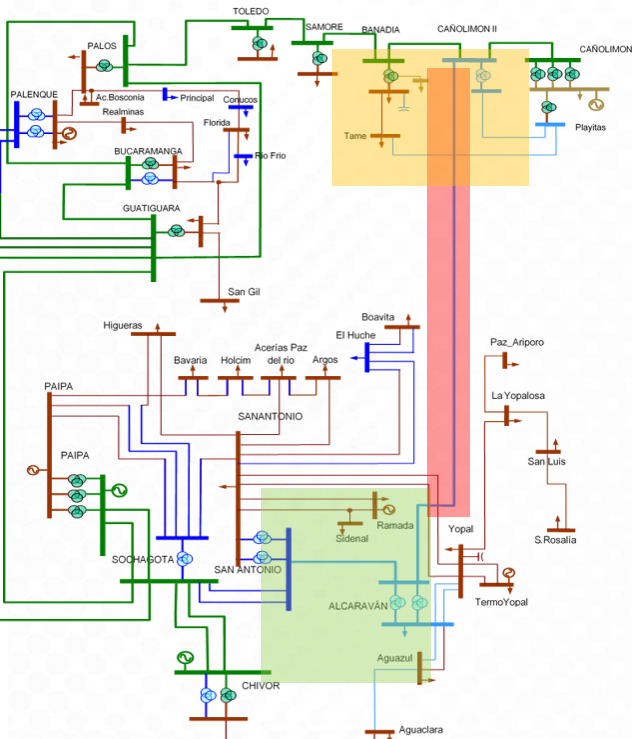 TOLEDO
SAMORE
BANADIA
CAÑOLIMON II
CAÑOLIMON
PALOS
PALENQUE
Ac.Bosconia
Principal
Conucos
Realminas
Florida
Tame
Playitas
BUCARAMANGA
Rio Frio
GUATIGUARA
San Gil
Higueras
Boavita
El Huche
Bavaria
Holcim
Acerías Paz
del rio
Argos
Paz_Ariporo
PAIPA
La Yopalosa
SANANTONIO
PAIPA
San Luis
Ramada
Sidenal
Yopal
S.Rosalía
SOCHAGOTA
SAN ANTONIO
ALCARAVÁN
TermoYopal
Aguazul
CHIVOR
Aguaclara